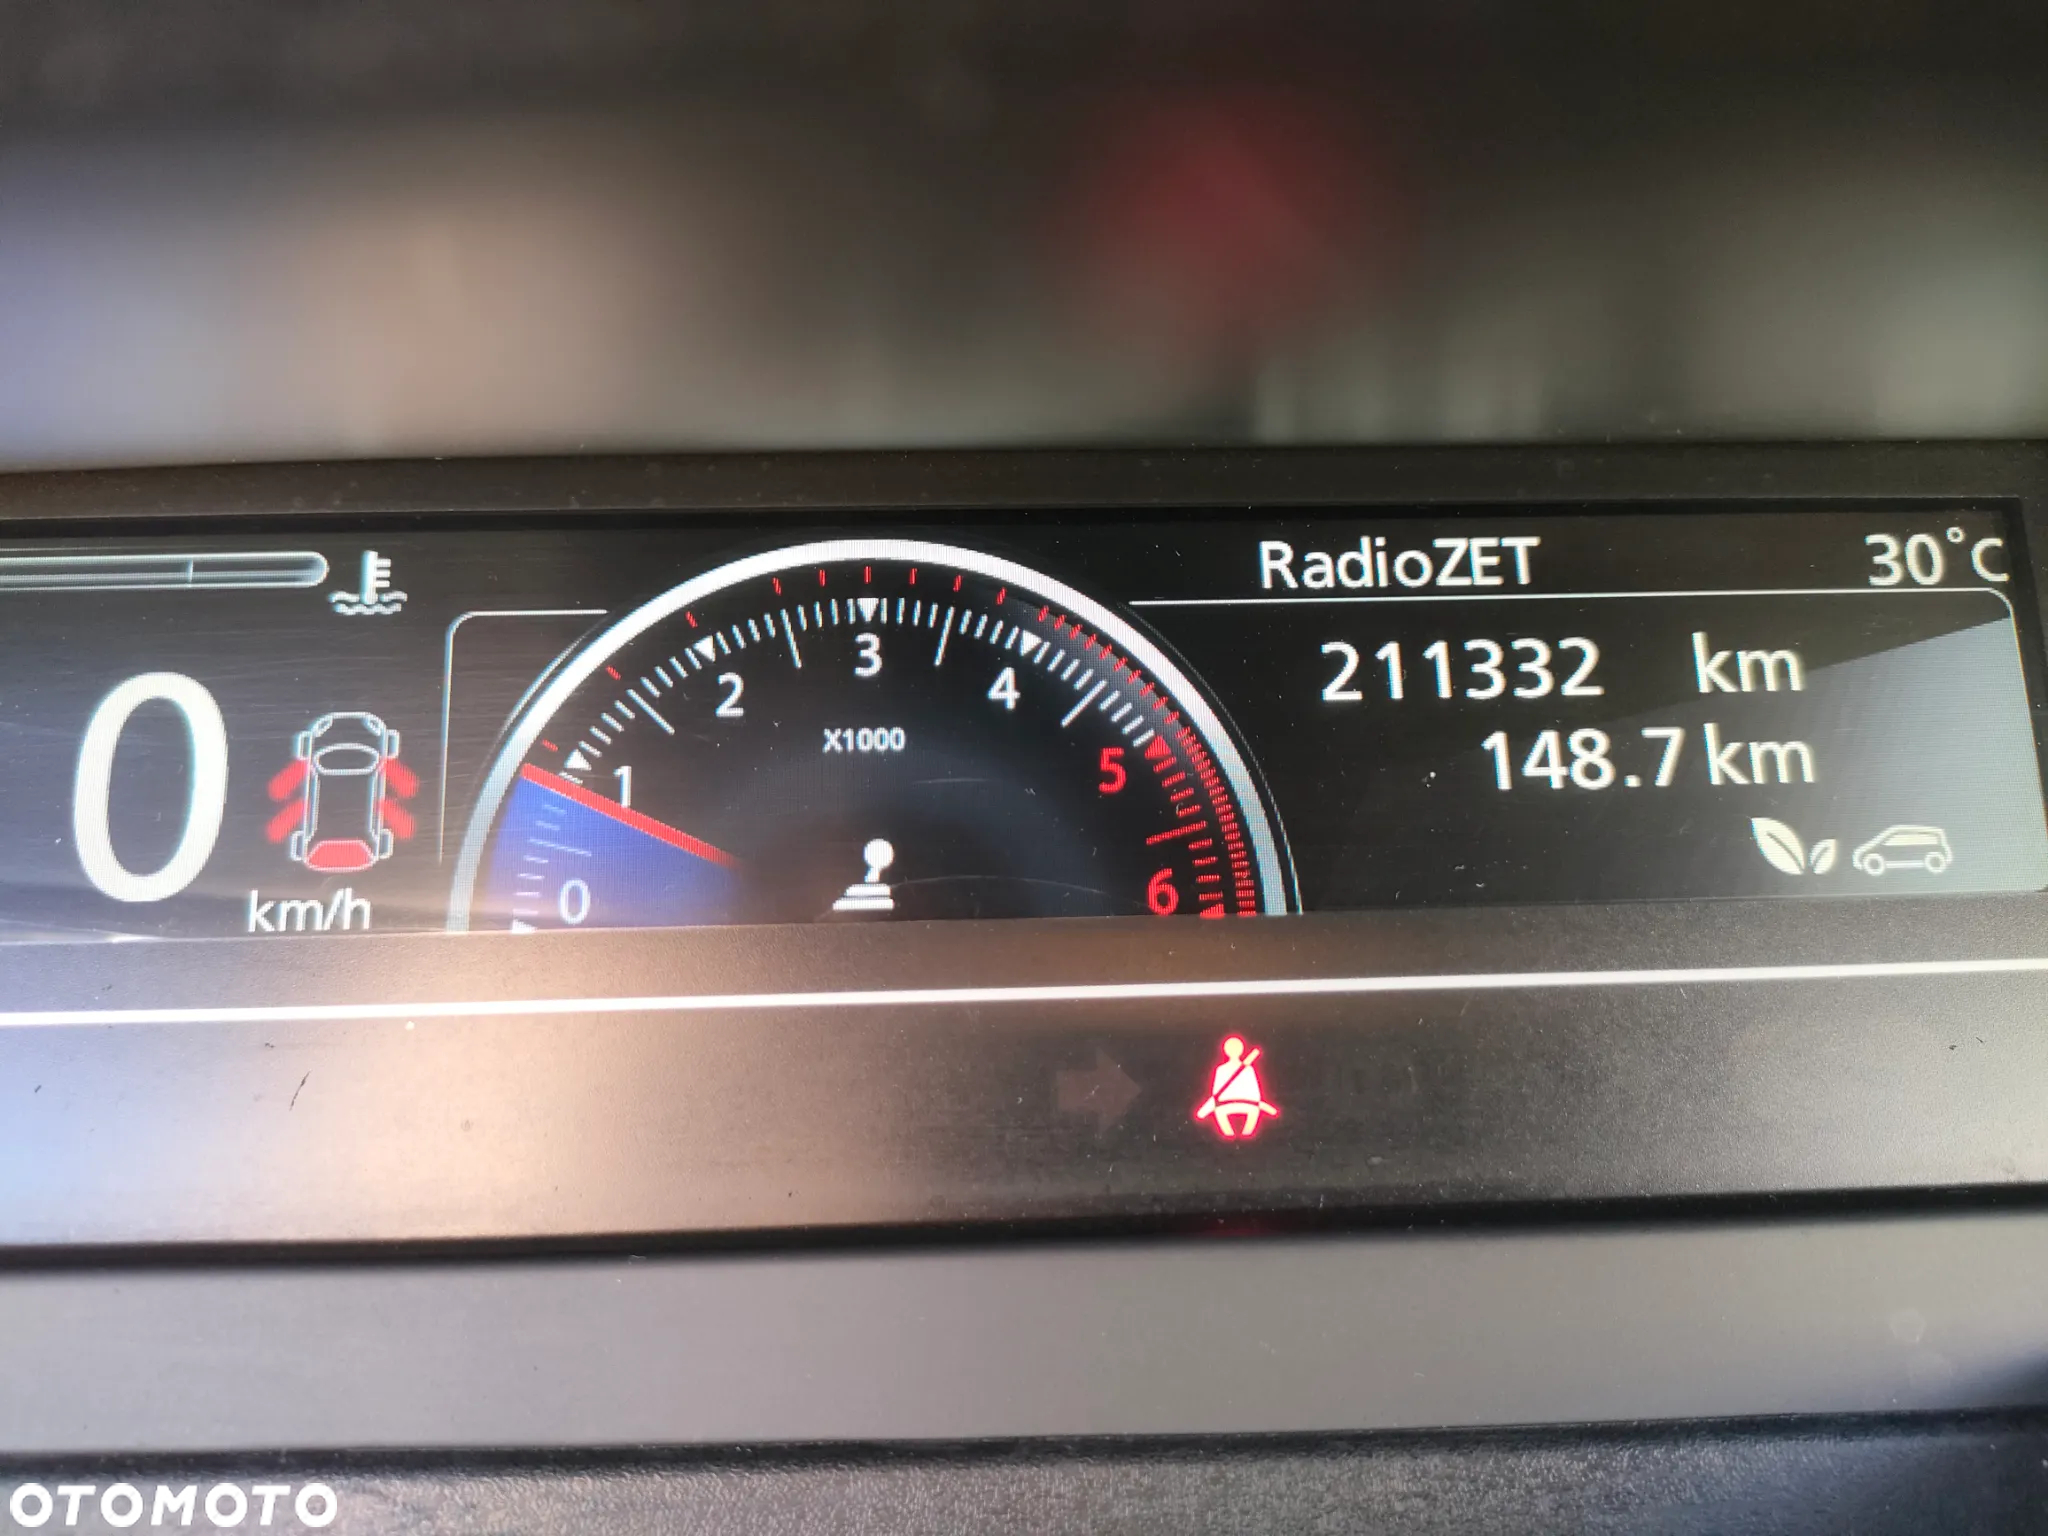 RadioZET 30°C
211332 km
148.7 km
0 km/h
0 1 2 3 4 5 6
X1000
OTOMOTO